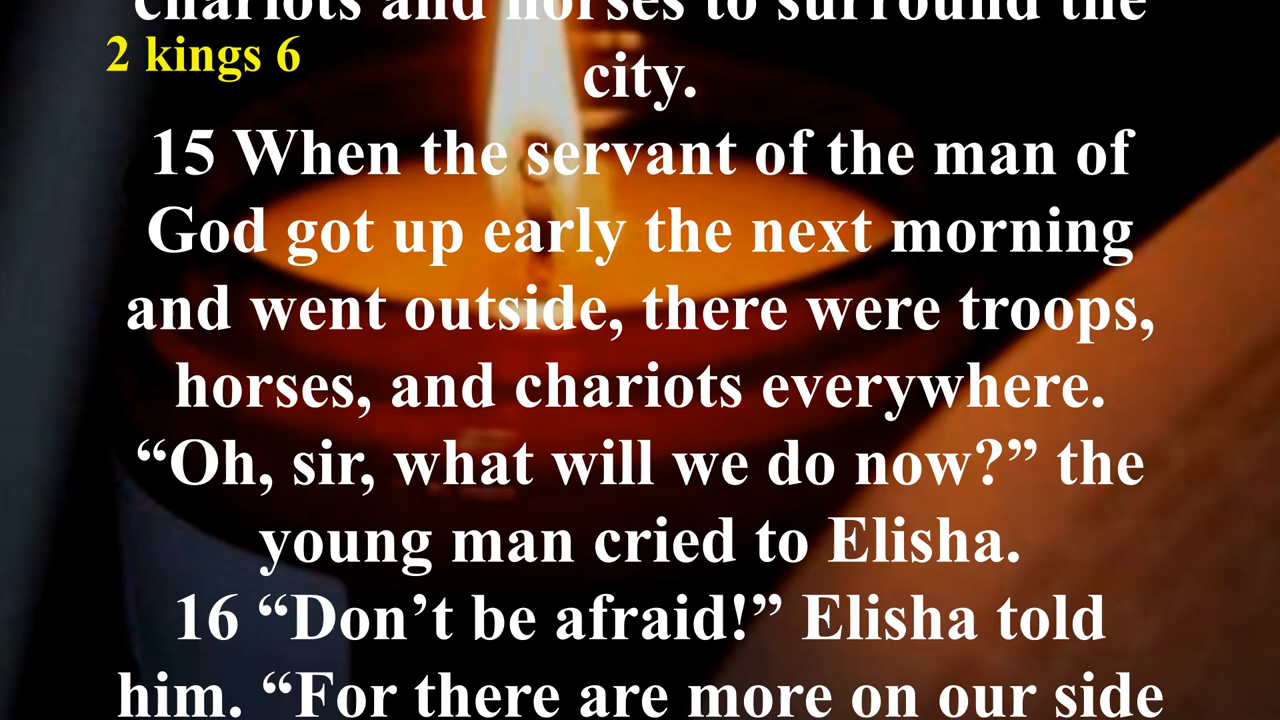 chariots and horses to surround the
2 kings 6
city.
15 When the servant of the man of
God got up early the next morning
and went outside, there were troops,
horses, and chariots everywhere.
“Oh, sir, what will we do now?” the
young man cried to Elisha.
16 “Don’t be afraid!” Elisha told
him. “For there are more on our side